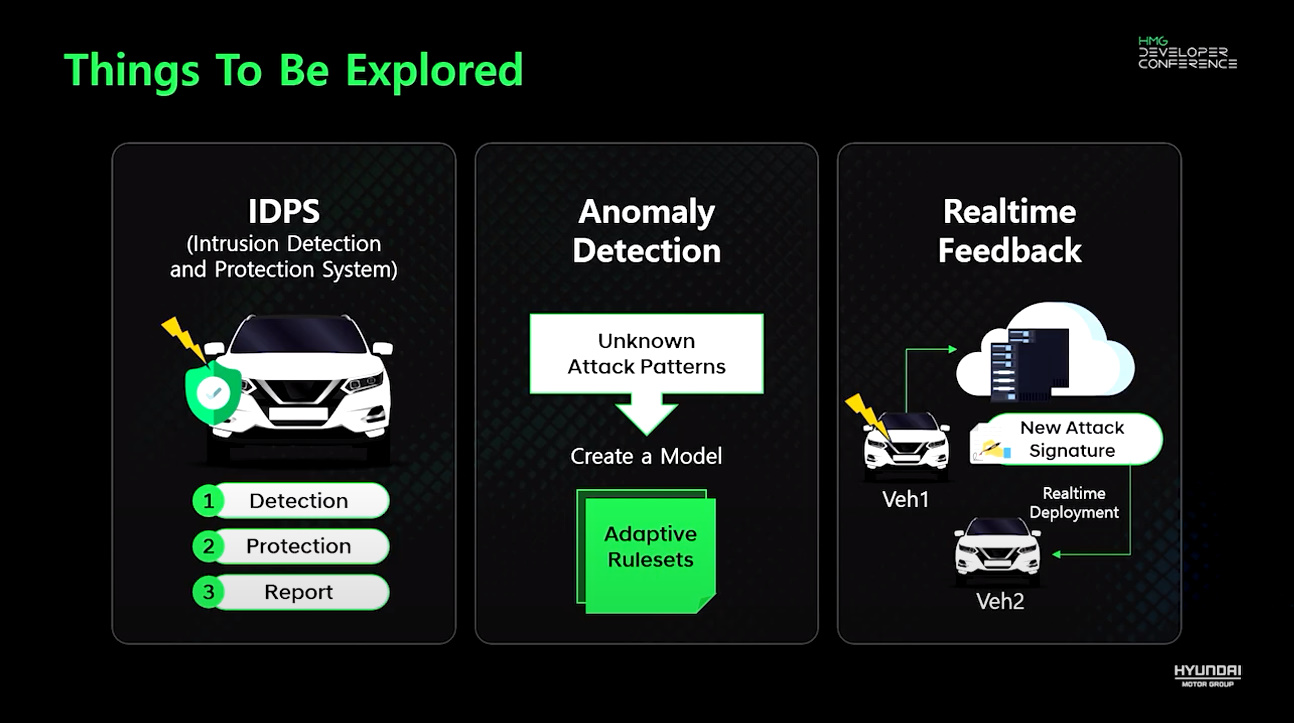 Things To Be Explored
HMG
DEVELOPER
CONFERENCE
IDPS
(Intrusion Detection
and Protection System)
1 Detection
2 Protection
3 Report
Anomaly
Detection
Unknown
Attack Patterns
Create a Model
Adaptive
Rulesets
Realtime
Feedback
New Attack
Signature
Veh1
Realtime
Deployment
Veh2
HYUNDAI
MOTOR GROUP